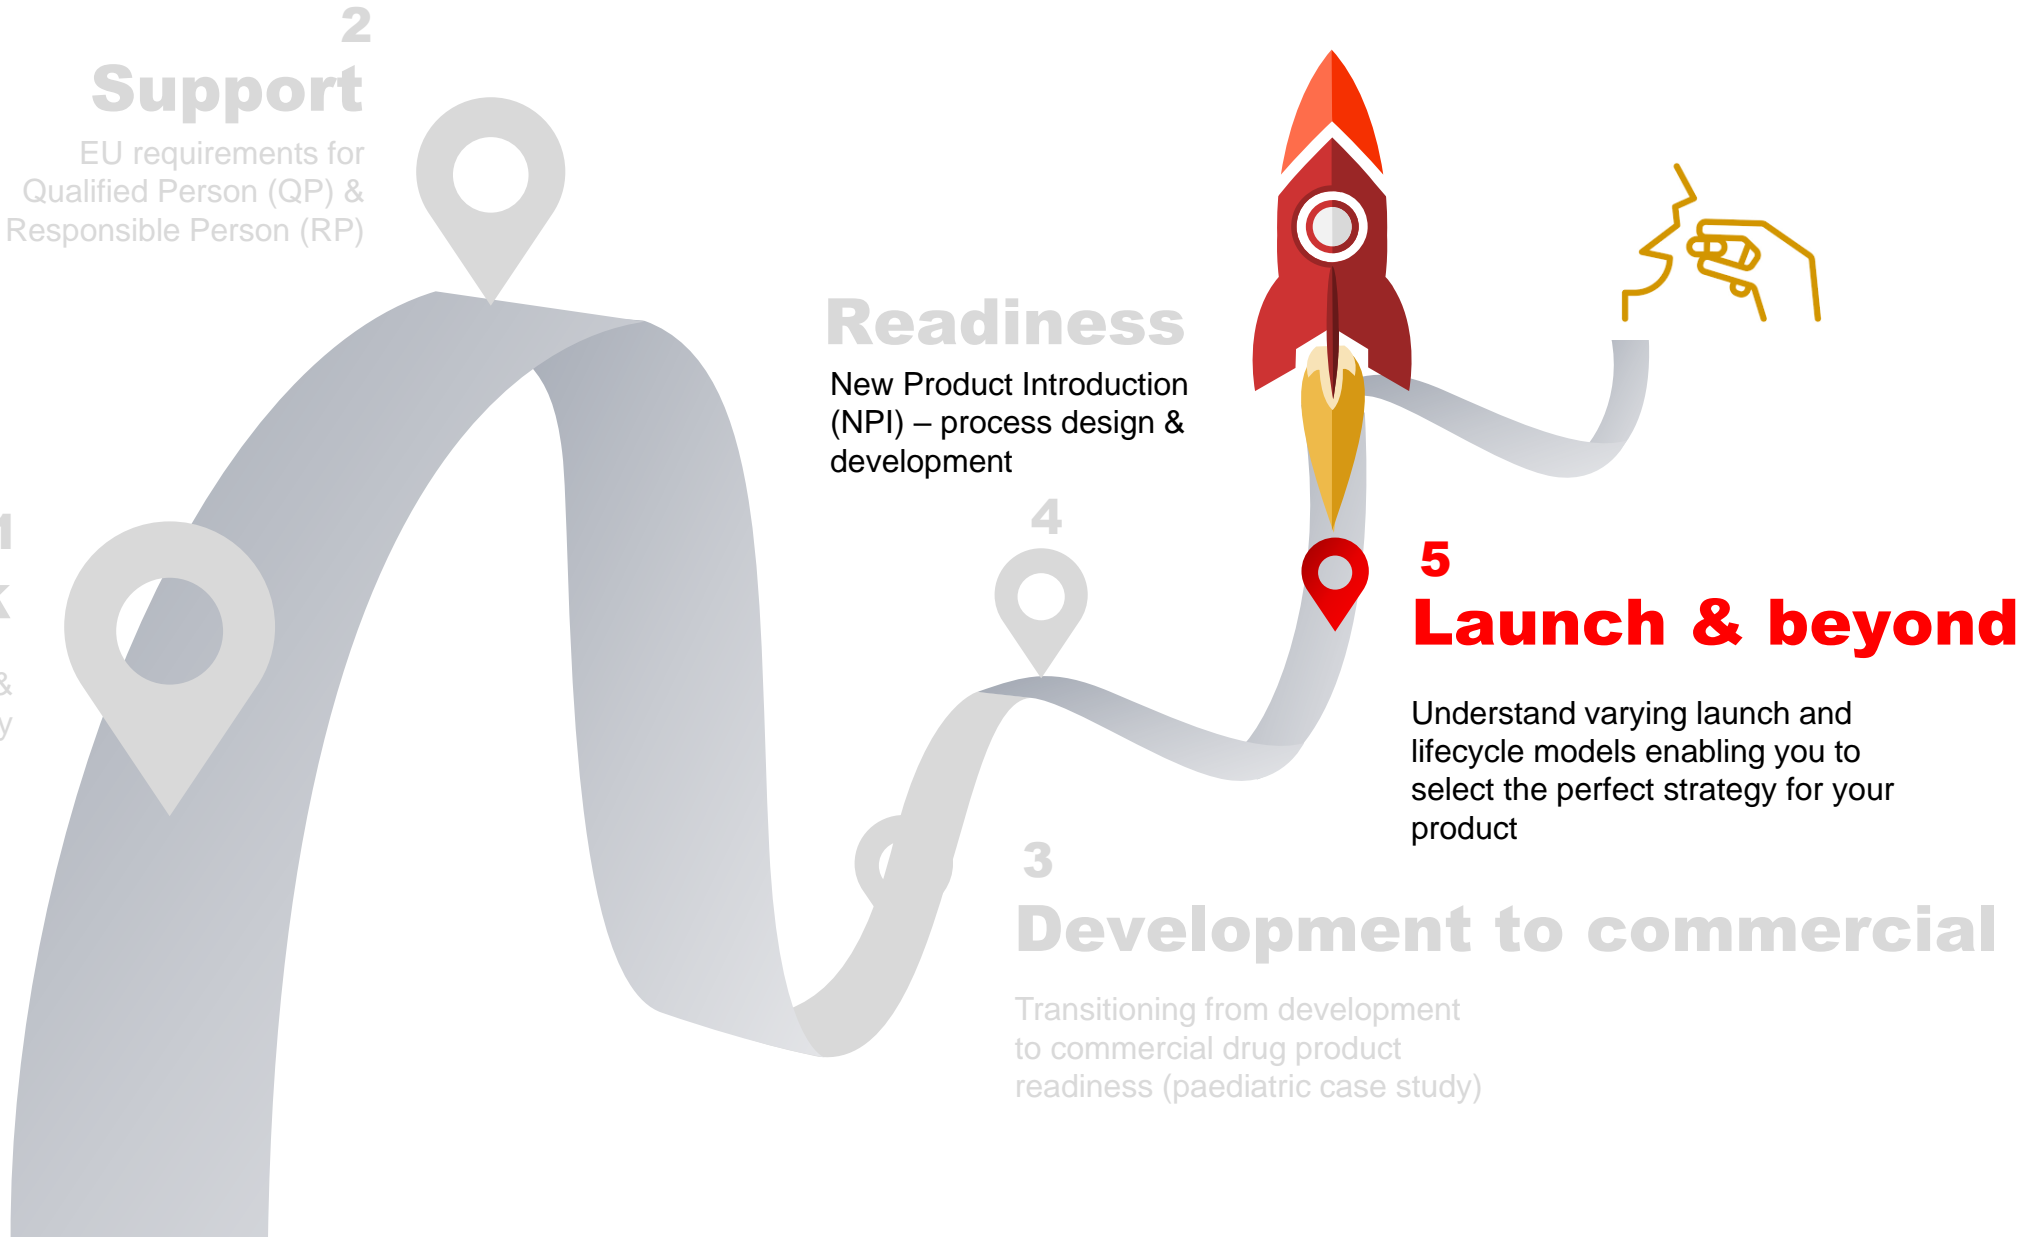 2
Support
EU requirements for
Qualified Person (QP) &
Responsible Person (RP)
1
k
&
y
Readiness
New Product Introduction
(NPI) – process design &
development
4
5
Launch & beyond
Understand varying launch and
lifecycle models enabling you to
select the perfect strategy for your
product
3
Development to commercial
Transitioning from development
to commercial drug product
readiness (paediatric case study)